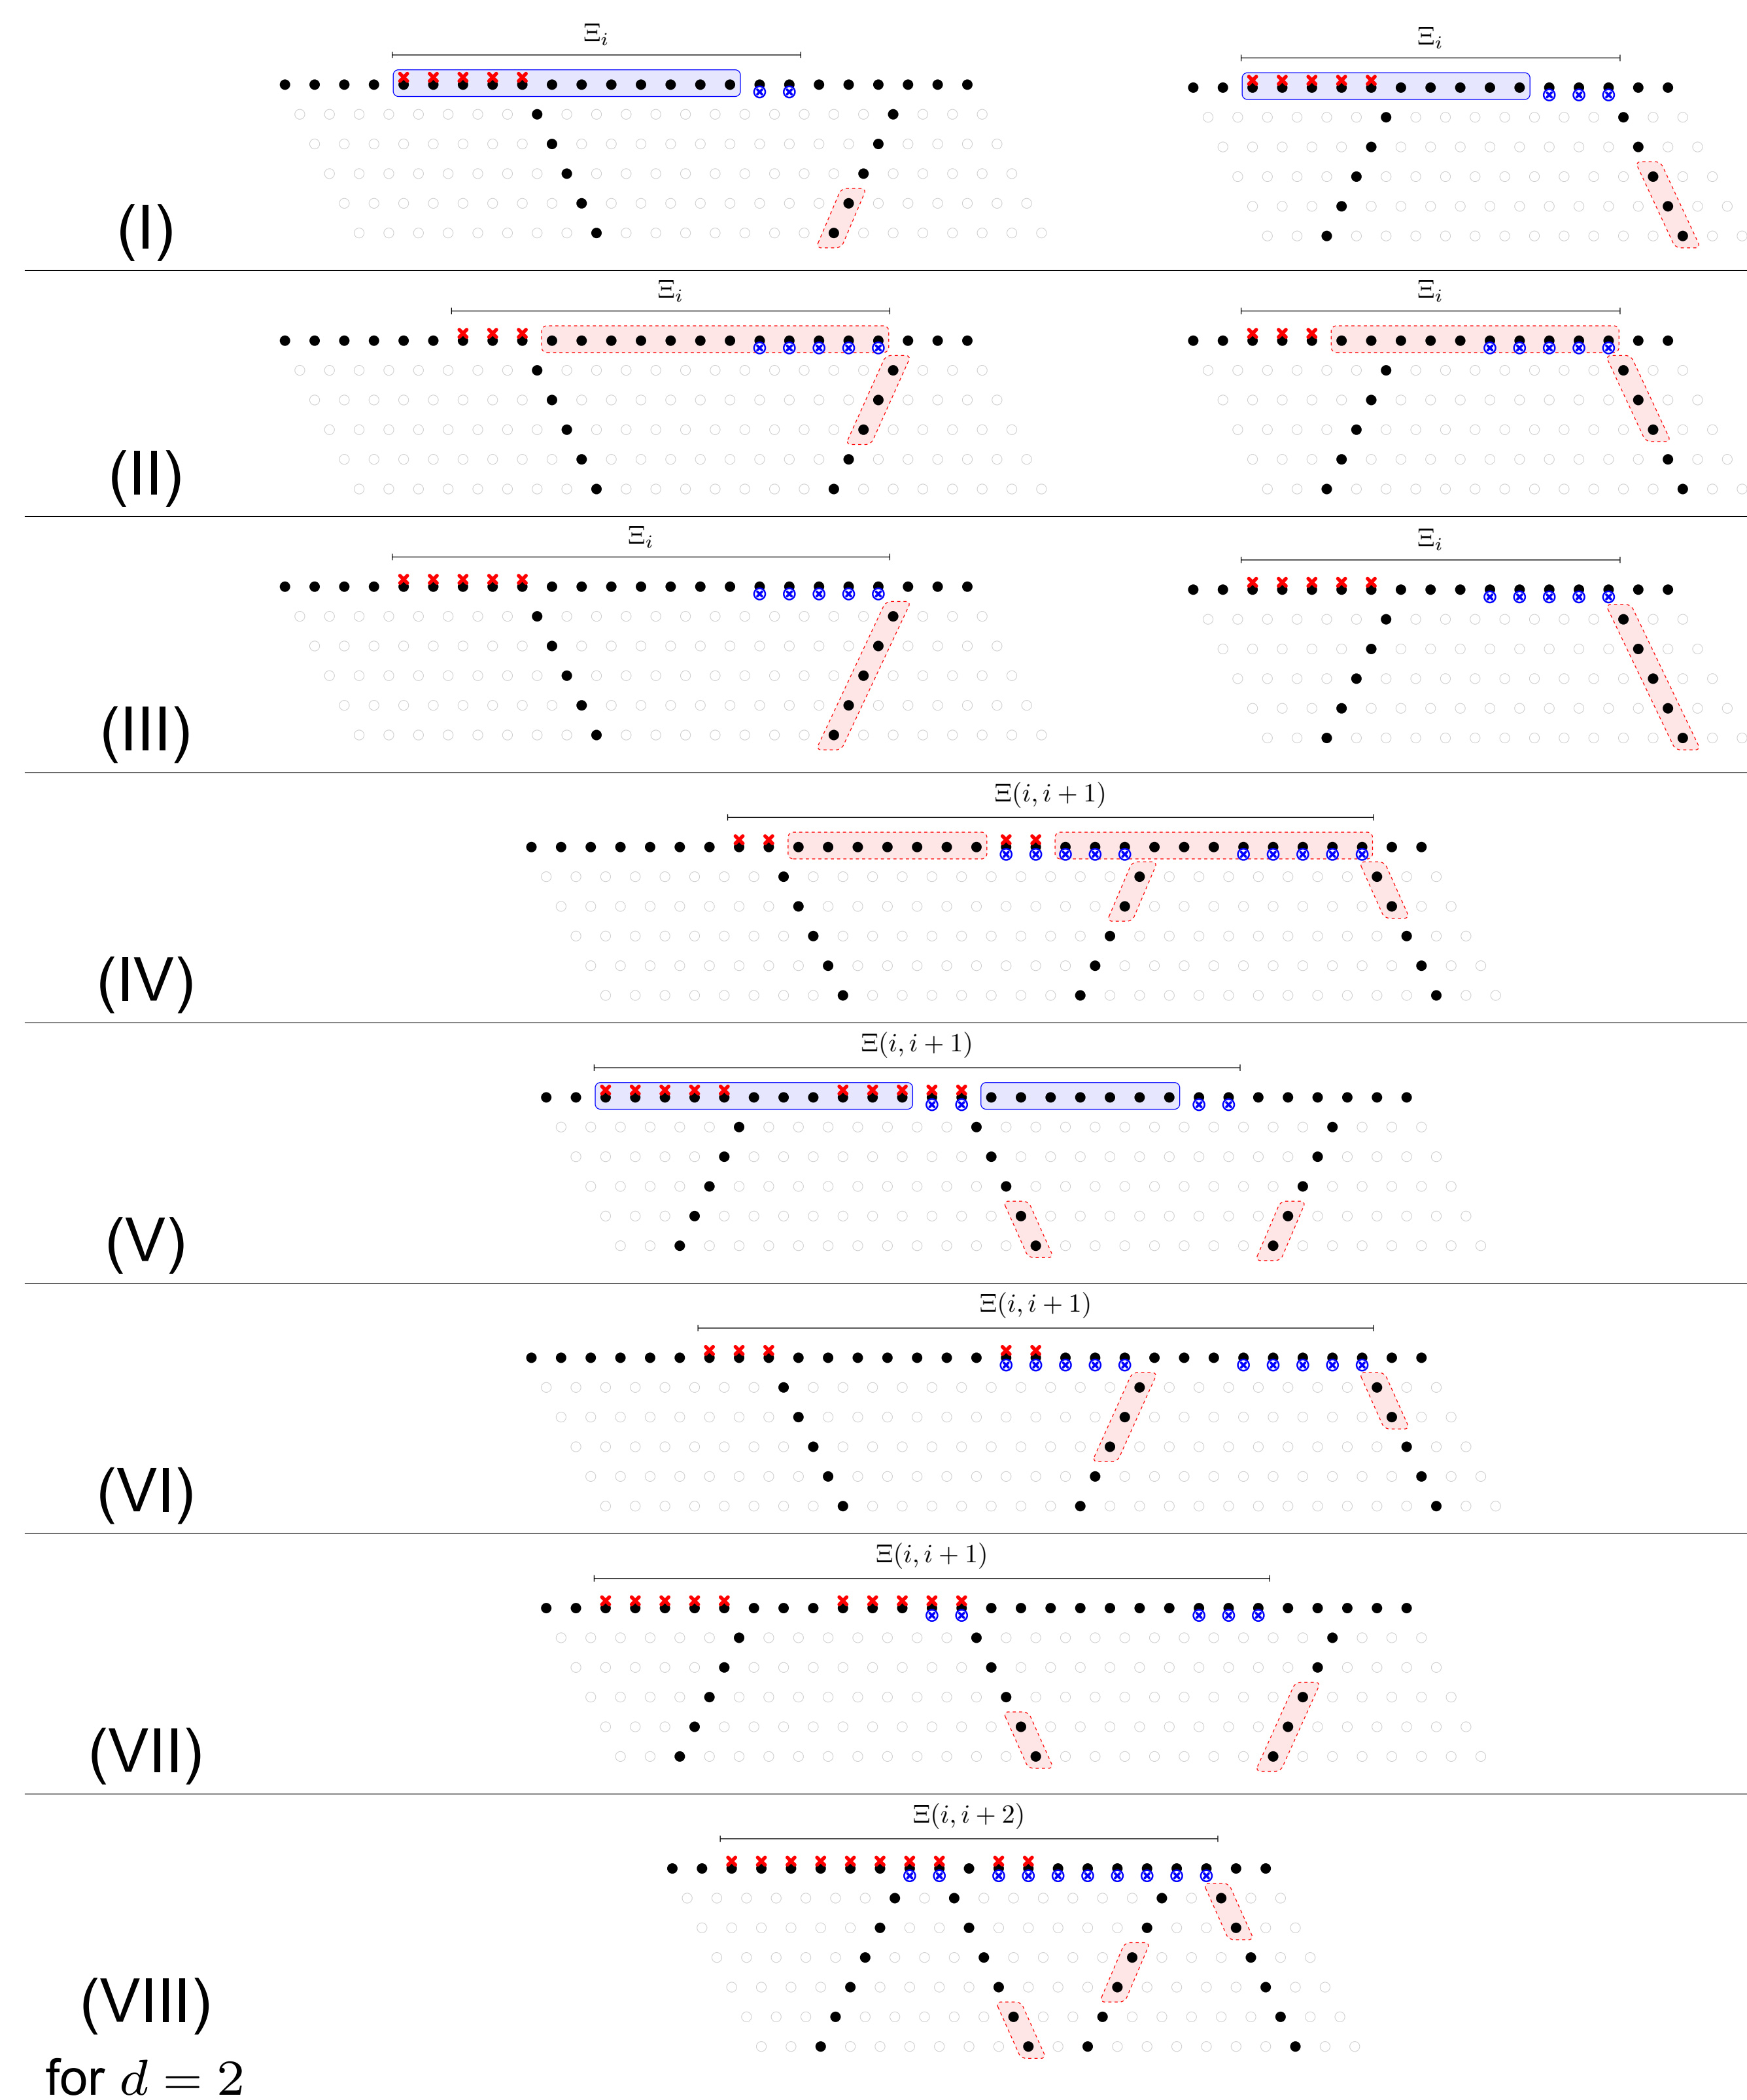 Ξ_i Ξ_i
(I)
Ξ_i Ξ_i
(II)
Ξ_i Ξ_i
(III)
Ξ(i, i + 1)
(IV)
Ξ(i, i + 1)
(V)
Ξ(i, i + 1)
(VI)
Ξ(i, i + 1)
(VII)
Ξ(i, i + 2)
(VIII)
for d = 2